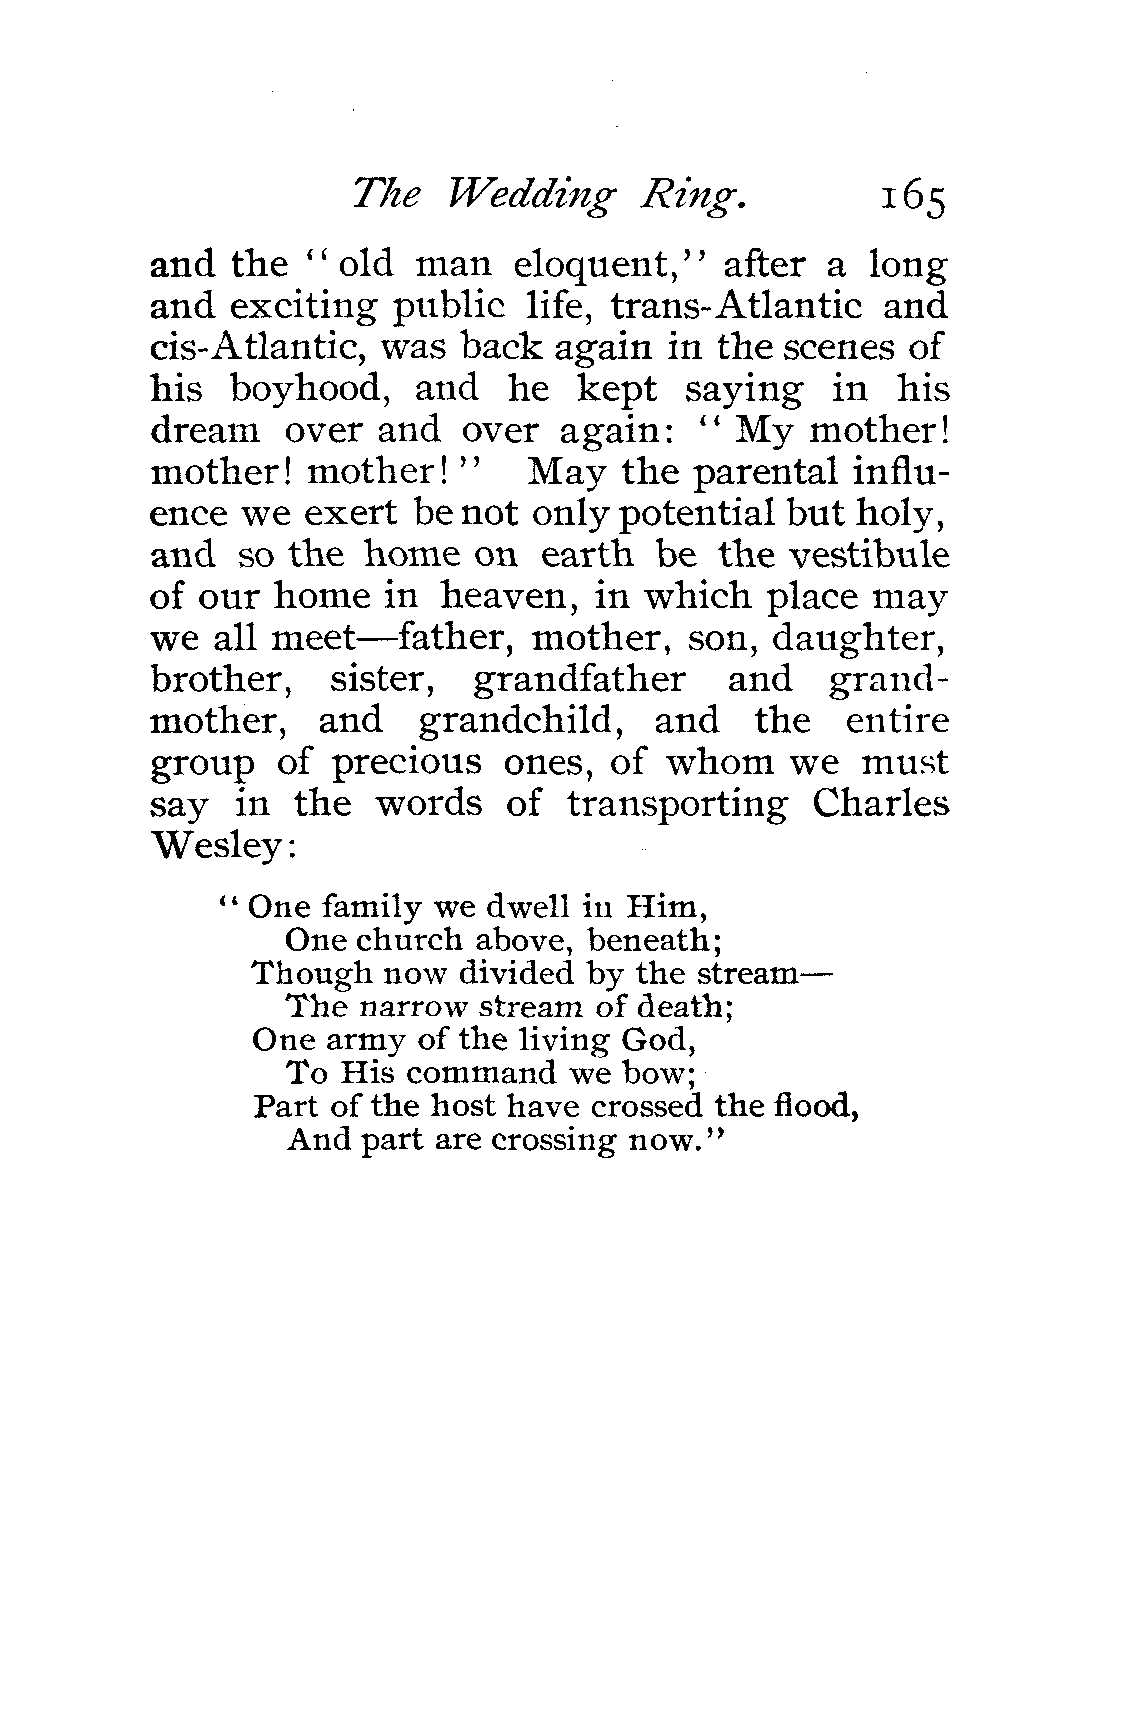 The Wedding Ring. 165
and the "old man eloquent," after a long
and exciting public life, trans-Atlantic and
cis-Atlantic, was back again in the scenes of
his boyhood, and he kept saying in his
dream over and over again: "My mother!
mother! mother!" May the parental influ-
ence we exert be not only potential but holy,
and so the home on earth be the vestibule
of our home in heaven, in which place may
we all meet—father, mother, son, daughter,
brother, sister, grandfather and grand-
mother, and grandchild, and the entire
group of precious ones, of whom we must
say in the words of transporting Charles
Wesley:
"One family we dwell in Him,
One church above, beneath;
Though now divided by the stream—
The narrow stream of death;
One army of the living God,
To His command we bow;
Part of the host have crossed the flood,
And part are crossing now."